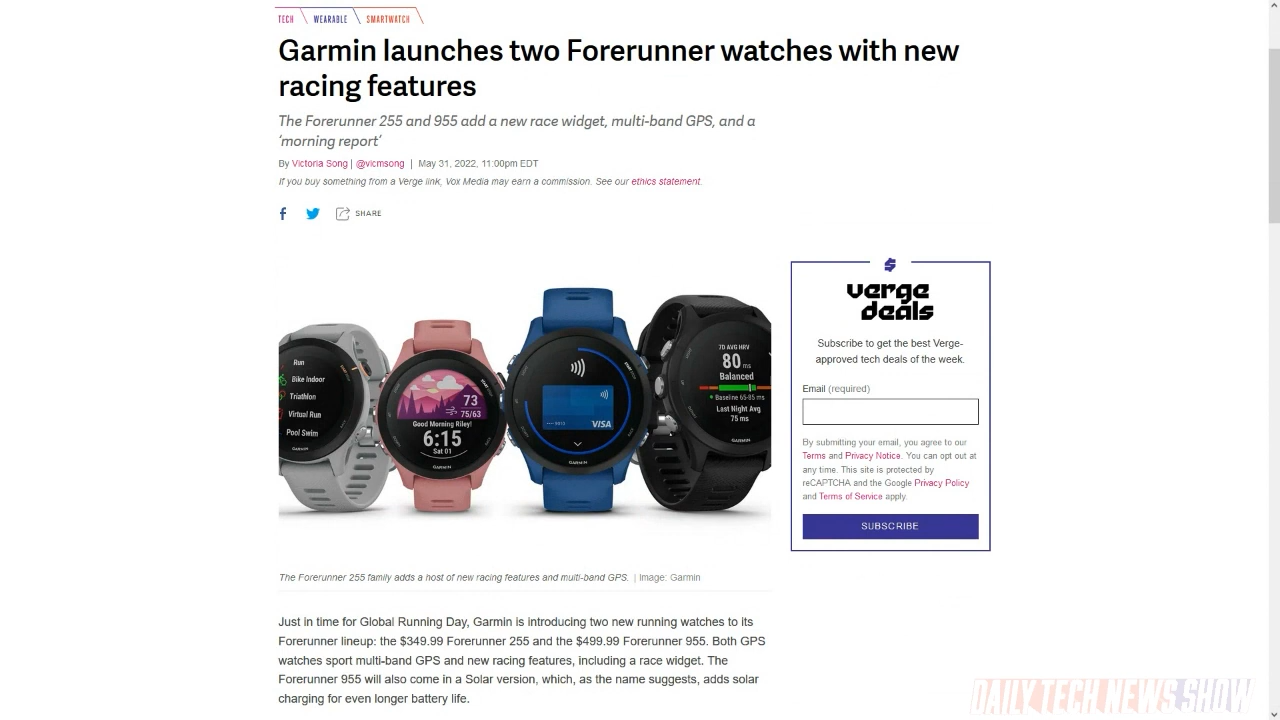 TECH
WEARABLE
SMARTWATCH
Garmin launches two Forerunner watches with new
racing features
The Forerunner 255 and 955 add a new race widget, multi-band GPS, and a
‘morning report’
By Victoria Song | @vicmsong | May 31, 2022, 11:00pm EDT
If you buy something from a Verge link, Vox Media may earn a commission. See our ethics statement.
SHARE
Run
Bike Indoor
Triathlon
Virtual Run
Pool Swim
GARMIN
73
75/63
Good Morning Riley!
6:15
Sat 01
GARMIN
VISA
GARMIN
7D AVG HRV
80 ms
Balanced
Baseline 65-85 ms
Last Night Avg
75 ms
GARMIN
The Forerunner 255 family adds a host of new racing features and multi-band GPS. | Image: Garmin
Just in time for Global Running Day, Garmin is introducing two new running watches to its
Forerunner lineup: the $349.99 Forerunner 255 and the $499.99 Forerunner 955. Both GPS
watches sport multi-band GPS and new racing features, including a race widget. The
Forerunner 955 will also come in a Solar version, which, as the name suggests, adds solar
charging for even longer battery life.
$
verge
deals
Subscribe to get the best Verge-
approved tech deals of the week.
Email (required)
By submitting your email, you agree to our
Terms and Privacy Notice. You can opt out at
any time. This site is protected by
reCAPTCHA and the Google Privacy Policy
and Terms of Service apply.
SUBSCRIBE
DAILY TECH NEWS SHOW